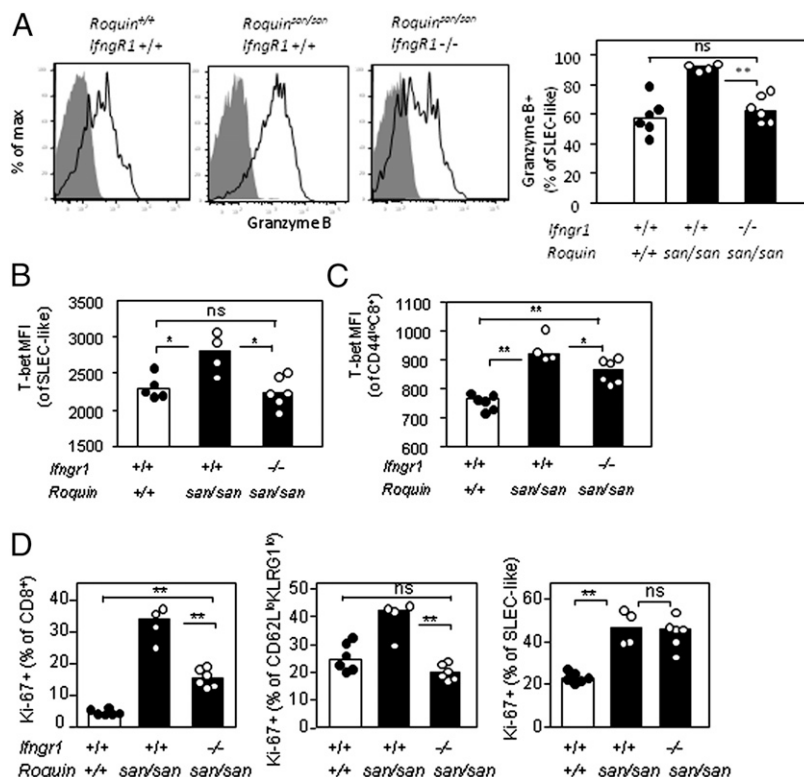 A
Roquin+/+
IfngR1 +/+
Roquinsan/san
IfngR1 +/+
Roquinsan/san
IfngR1 -/-
% of max
Granzyme B
Granzyme B+
(% of SLEC-like)
100
80
60
40
20
0
ns
**
Ifngr1 +/+ +/+ -/-
Roquin +/+ san/san san/san
B
T-bet MFI
(of SLEC-like)
3500
3000
2500
2000
1500
ns
* *
Ifngr1 +/+ +/+ -/-
Roquin +/+ san/san san/san
C
T-bet MFI
(of CD44loC8+)
1100
1000
900
800
700
600
**
** *
Ifngr1 +/+ +/+ -/-
Roquin +/+ san/san san/san
D
Ki-67+ (% of CD8+)
40
30
20
10
0
**
**
Ifngr1 +/+ +/+ -/-
Roquin +/+ san/san san/san
Ki-67+ (% of CD62LloKLRG1lo)
50
40
30
20
10
0
ns
**
+/+ +/+ -/-
+/+ san/san san/san
Ki-67+ (% of SLEC-like)
60
40
20
0
** ns
+/+ +/+ -/-
+/+ san/san san/san